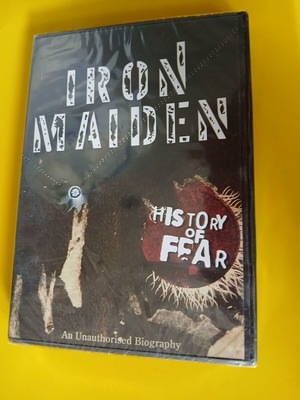 IRON
MAIDEN
HISTORY
OF
FEAR
An Unauthorised Biography